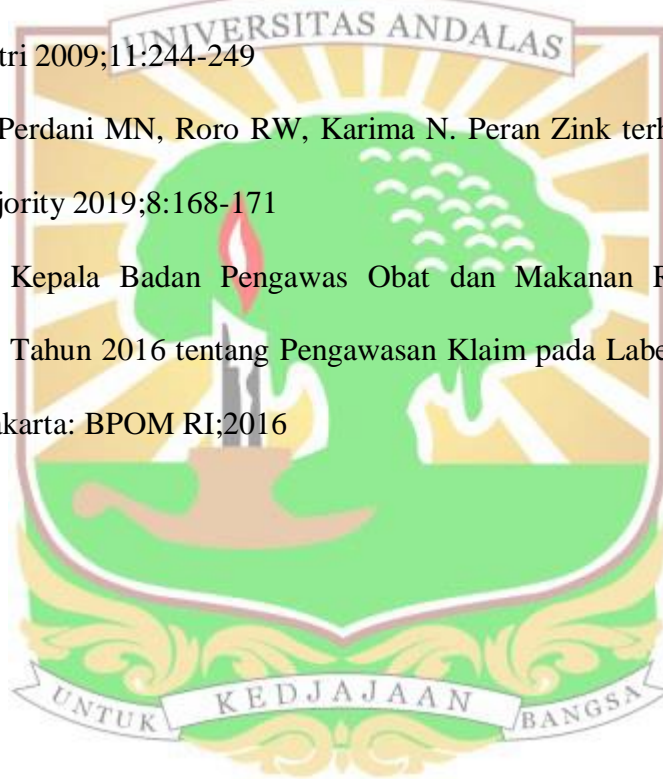 UNIVERSITAS ANDALAS
tri 2009;11:244-249
Perdani MN, Roro RW, Karima N. Peran Zink terh
jority 2019;8:168-171
Kepala Badan Pengawas Obat dan Makanan R
Tahun 2016 tentang Pengawasan Klaim pada Labe
akarta: BPOM RI;2016
UNTUK KEDJAJAAN BANGSA